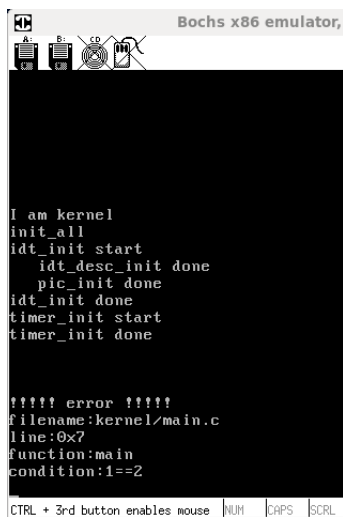 Bochs x86 emulator,
A: B: CD
I am kernel
init_all
idt_init start
   idt_desc_init done
   pic_init done
idt_init done
timer_init start
timer_init done
!!!!! error !!!!!
filename:kernel/main.c
line:0x7
function:main
condition:1==2
_
CTRL + 3rd button enables mouse NUM CAPS SCRL